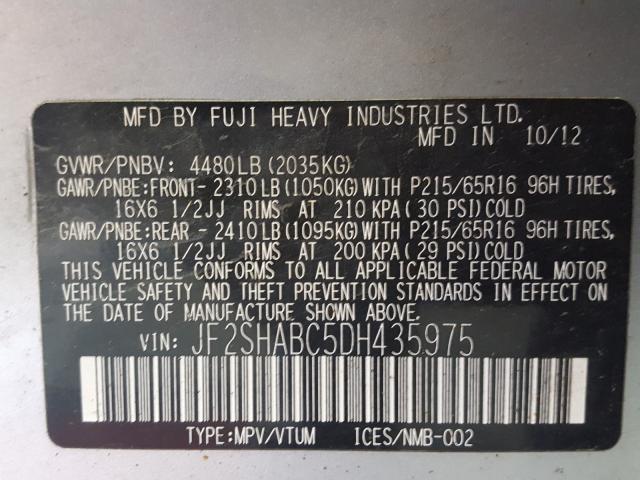 MFD BY FUJI HEAVY INDUSTRIES LTD.
MFD IN 10/12
GVWR/PNBV: 4480LB(2035KG)
GAWR/PNBE:FRONT- 2310LB(1050KG)WITH P215/65R16 96H TIRES,
16X6 1/2JJ RIMS AT 210 KPA(30 PSI)COLD
GAWR/PNBE:REAR - 2410LB(1095KG)WITH P215/65R16 96H TIRES,
16X6 1/2JJ RIMS AT 200 KPA(29 PSI)COLD
THIS VEHICLE CONFORMS TO ALL APPLICABLE FEDERAL MOTOR
VEHICLE SAFETY AND THEFT PREVENTION STANDARDS IN EFFECT ON
THE DATE OF MANUFACTURE SHOWN ABOVE.
VIN: JF2SHABC5DH435975
TYPE:MPV/VTUM ICES/NMB-002